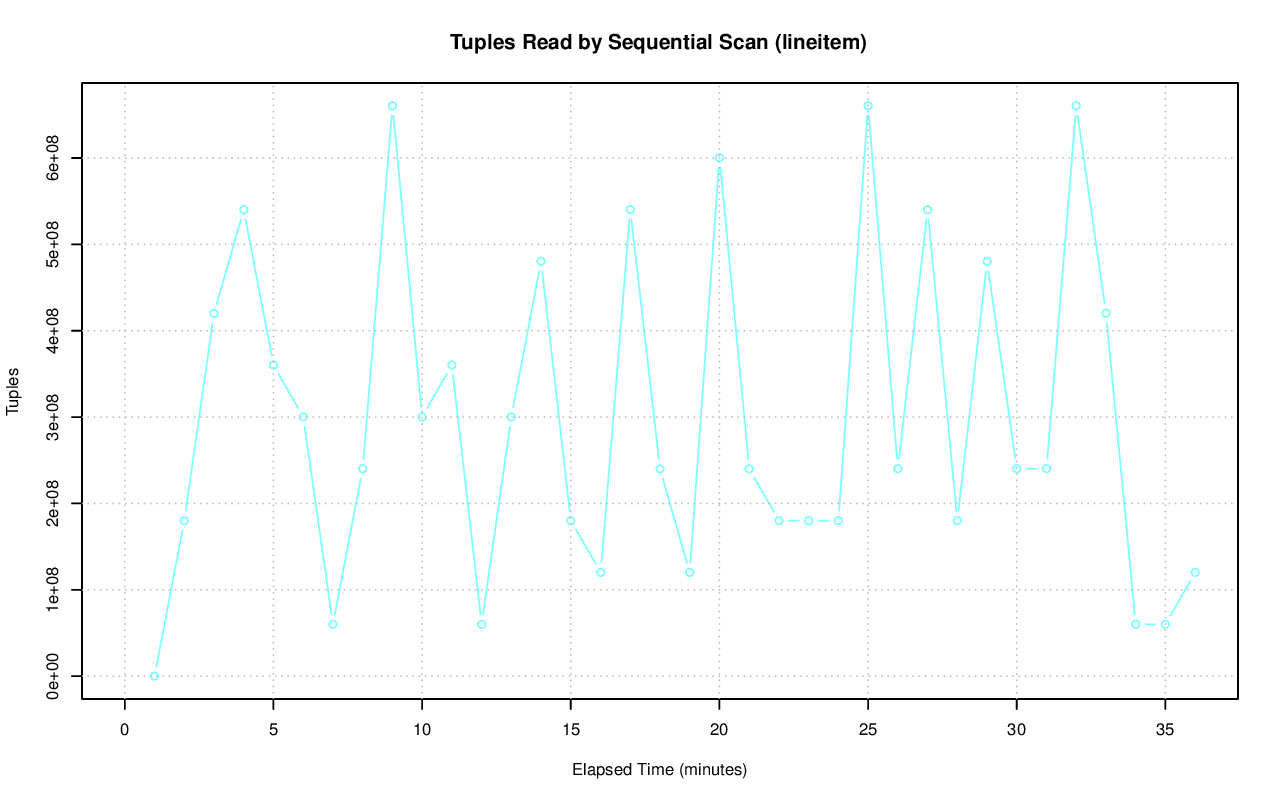 Tuples Read by Sequential Scan (lineitem)
6e+08
5e+08
4e+08
3e+08
2e+08
1e+08
0e+00
Tuples
0 5 10 15 20 25 30 35
Elapsed Time (minutes)